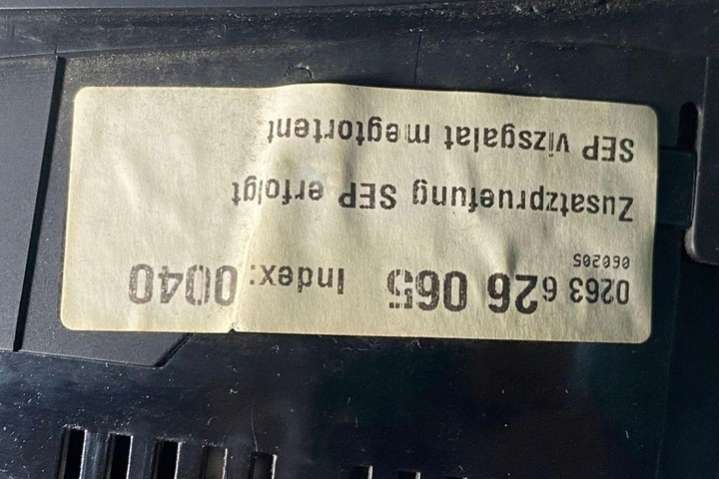 0263 626 065 Index: 0040
060205
Zusatzpruefung SEP erfolgt
SEP vizsgalat megtortent